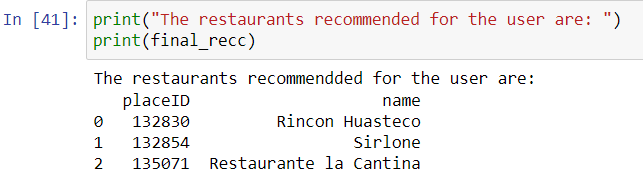 In [41]: print("The restaurants recommended for the user are: ")
print(final_recc)
The restaurants recommendded for the user are:
placeID name
0 132830 Rincon Huasteco
1 132854 Sirlone
2 135071 Restaurante la Cantina